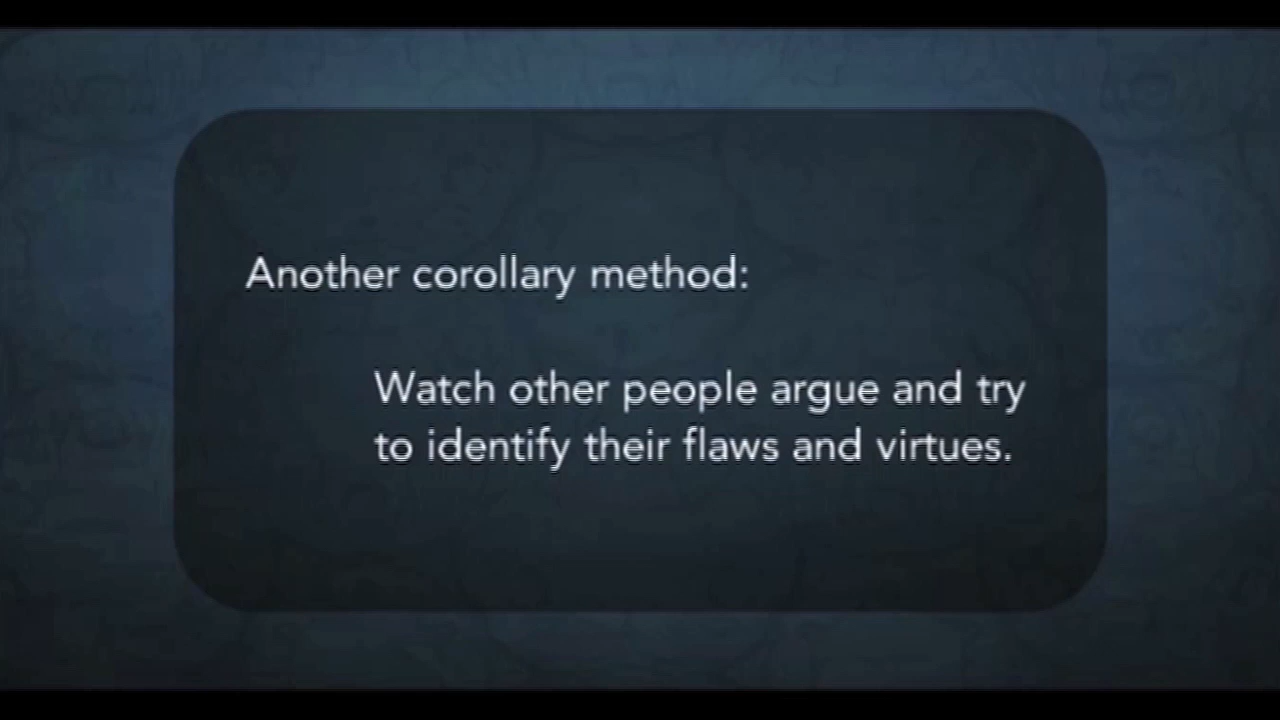 Another corollary method:
Watch other people argue and try
to identify their flaws and virtues.